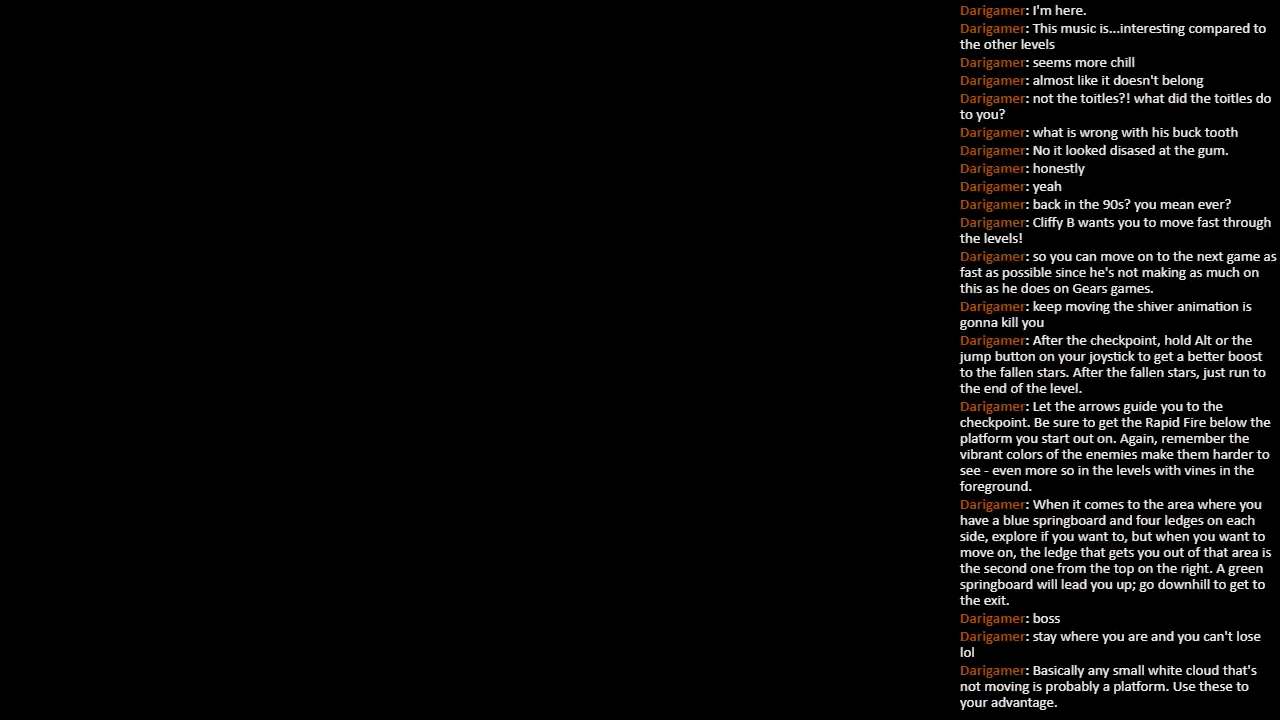 Darigamer: I'm here.
Darigamer: This music is...interesting compared to
the other levels
Darigamer: seems more chill
Darigamer: almost like it doesn't belong
Darigamer: not the toitles?! what did the toitles do
to you?
Darigamer: what is wrong with his buck tooth
Darigamer: No it looked disased at the gum.
Darigamer: honestly
Darigamer: yeah
Darigamer: back in the 90s? you mean ever?
Darigamer: Cliffy B wants you to move fast through
the levels!
Darigamer: so you can move on to the next game as
fast as possible since he's not making as much on
this as he does on Gears games.
Darigamer: keep moving the shiver animation is
gonna kill you
Darigamer: After the checkpoint, hold Alt or the
jump button on your joystick to get a better boost
to the fallen stars. After the fallen stars, just run to
the end of the level.
Darigamer: Let the arrows guide you to the
checkpoint. Be sure to get the Rapid Fire below the
platform you start out on. Again, remember the
vibrant colors of the enemies make them harder to
see - even more so in the levels with vines in the
foreground.
Darigamer: When it comes to the area where you
have a blue springboard and four ledges on each
side, explore if you want to, but when you want to
move on, the ledge that gets you out of that area is
the second one from the top on the right. A green
springboard will lead you up; go downhill to get to
the exit.
Darigamer: boss
Darigamer: stay where you are and you can't lose
lol
Darigamer: Basically any small white cloud that's
not moving is probably a platform. Use these to
your advantage.